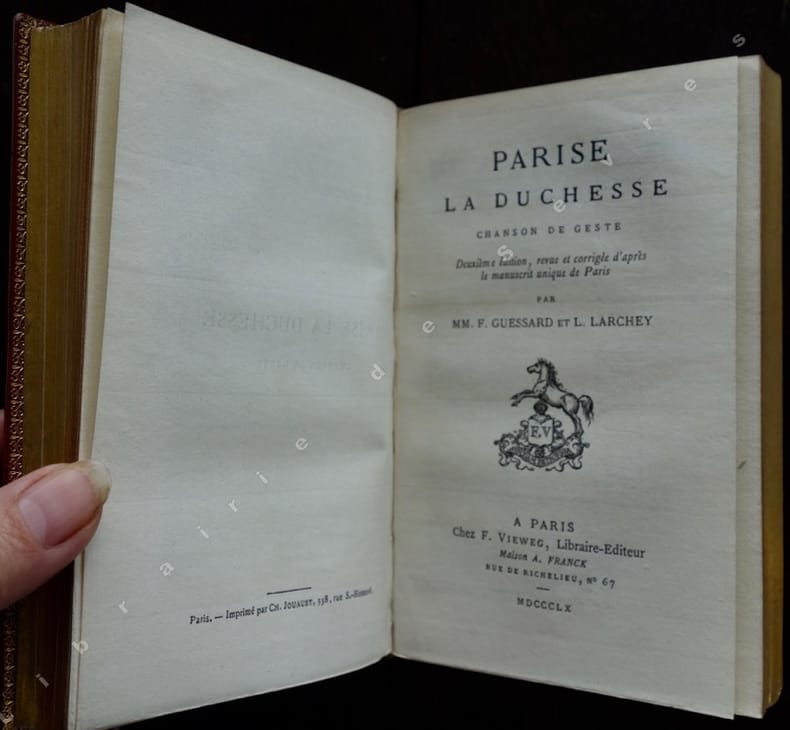 Paris. — Imprimé par CH. JOUAUST, 338, rue S.-Honoré.
PARISE
LA DUCHESSE
CHANSON DE GESTE
Deuxième édition, revue et corrigée d'après
le manuscrit unique de Paris
PAR
MM. F. GUESSARD ET L. LARCHEY
F.V
A PARIS
Chez F. VIEWEG, Libraire-Editeur
Maison A. FRANCK
RUE DE RICHELIEU, Nº 67
MDCCCLX